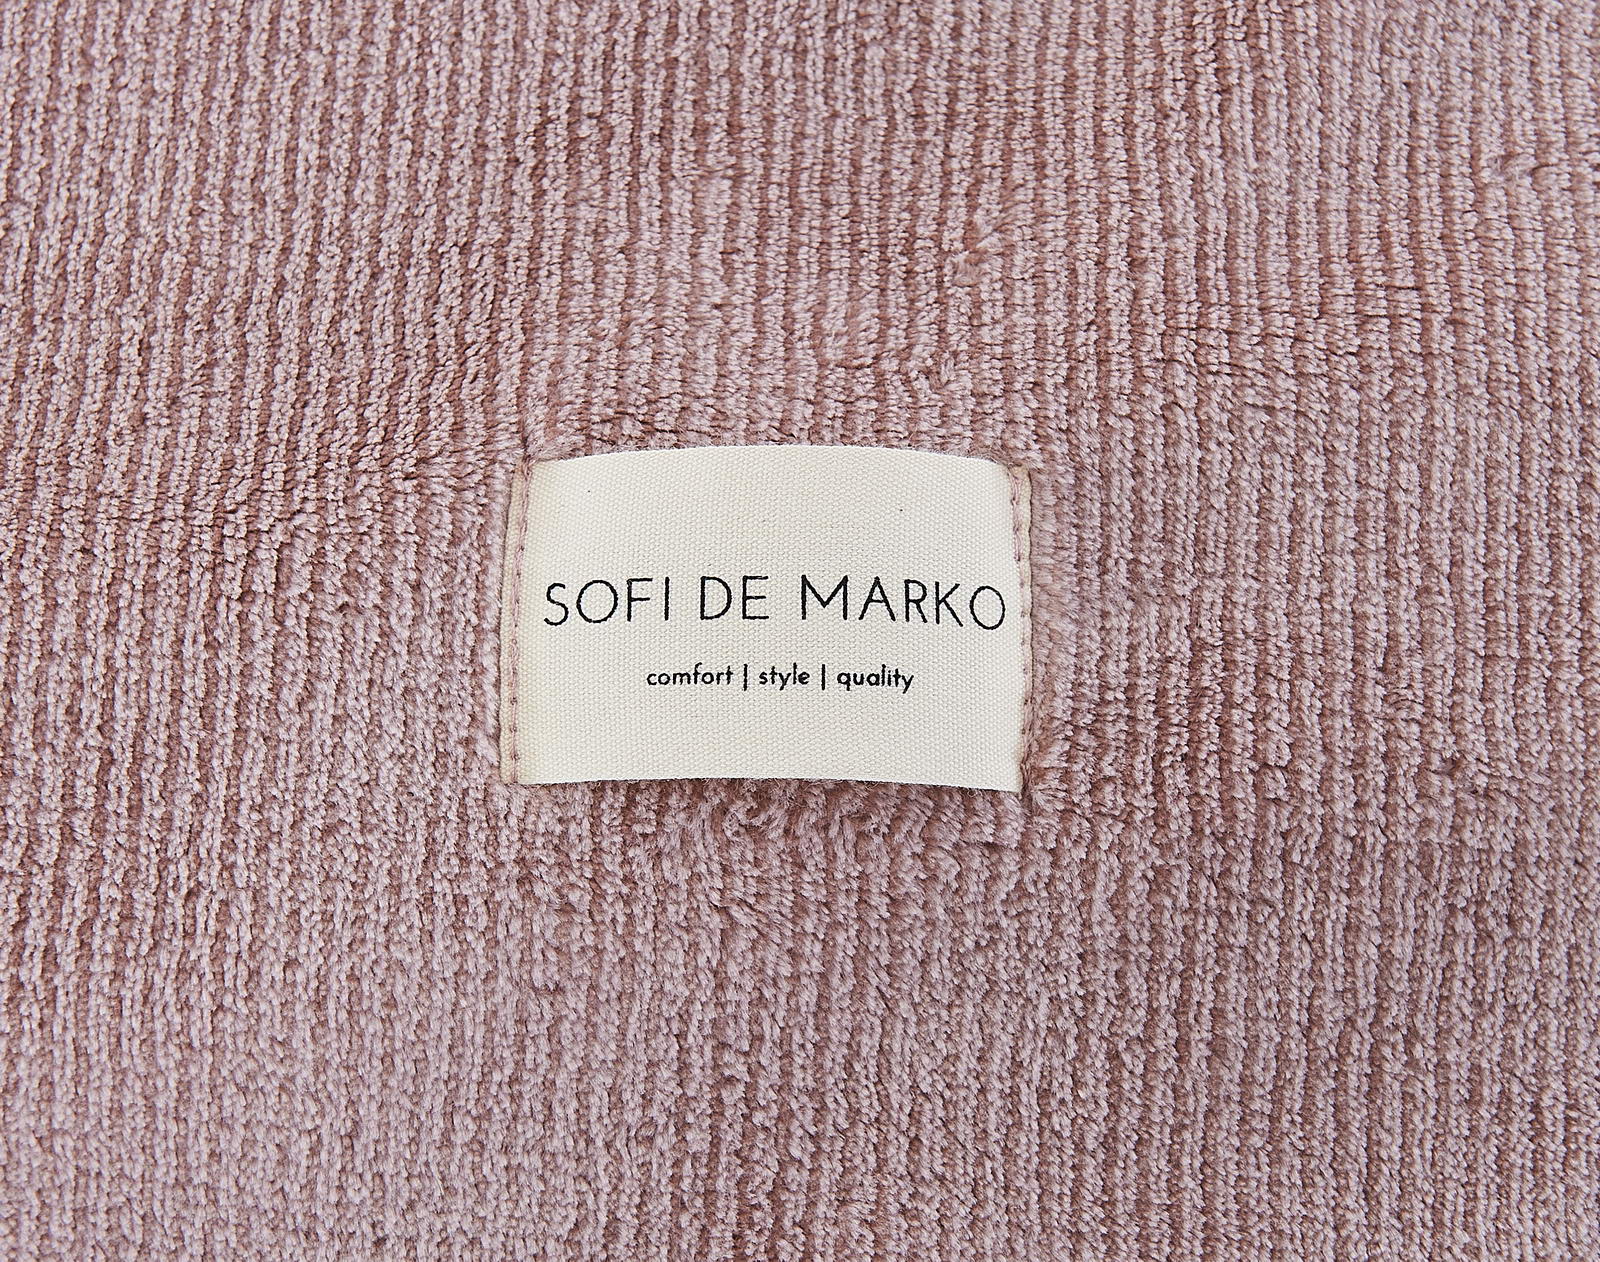 SOFI DE MARKO
comfort | style | quality